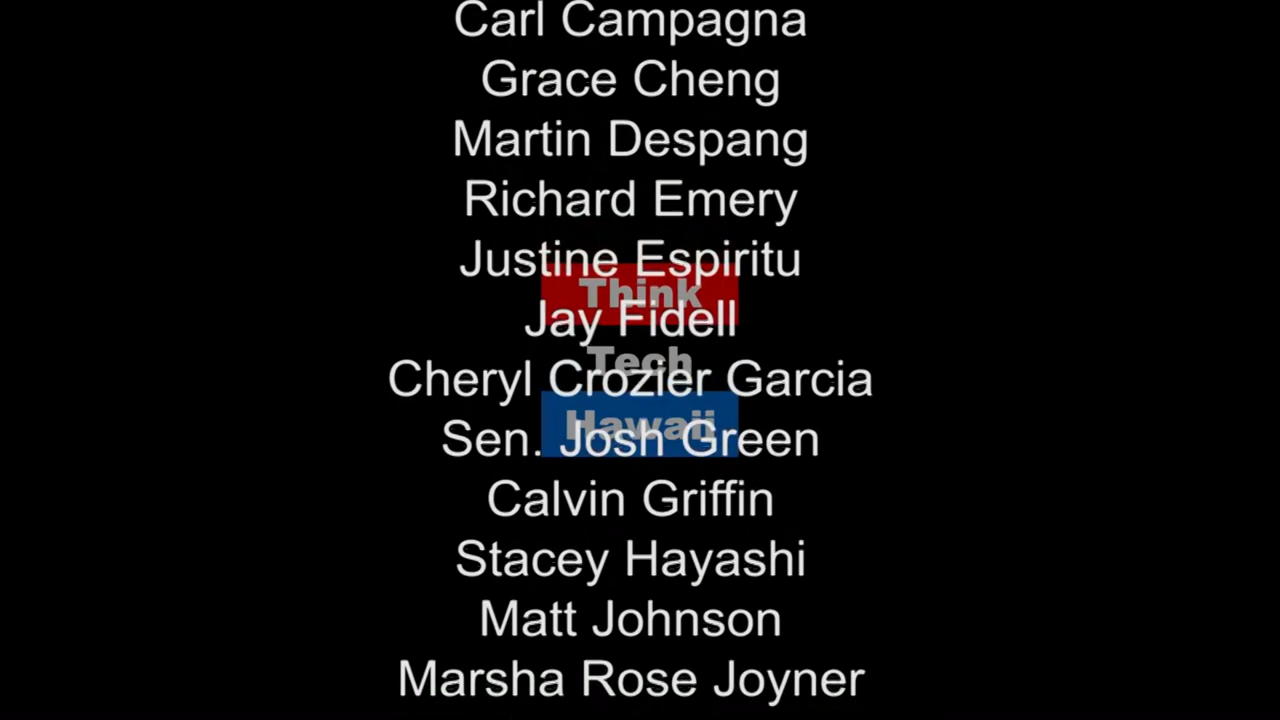 Carl Campagna
Grace Cheng
Martin Despang
Richard Emery
Justine Espiritu
Think
Jay Fidell
Tech
Cheryl Crozier Garcia
Hawaii
Sen. Josh Green
Calvin Griffin
Stacey Hayashi
Matt Johnson
Marsha Rose Joyner